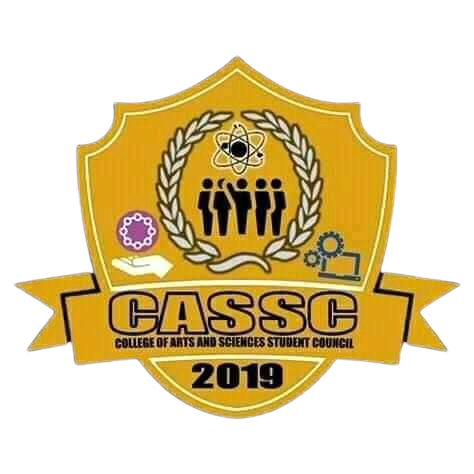 CASSC
COLLEGE OF ARTS AND SCIENCES STUDENT COUNCIL
2019